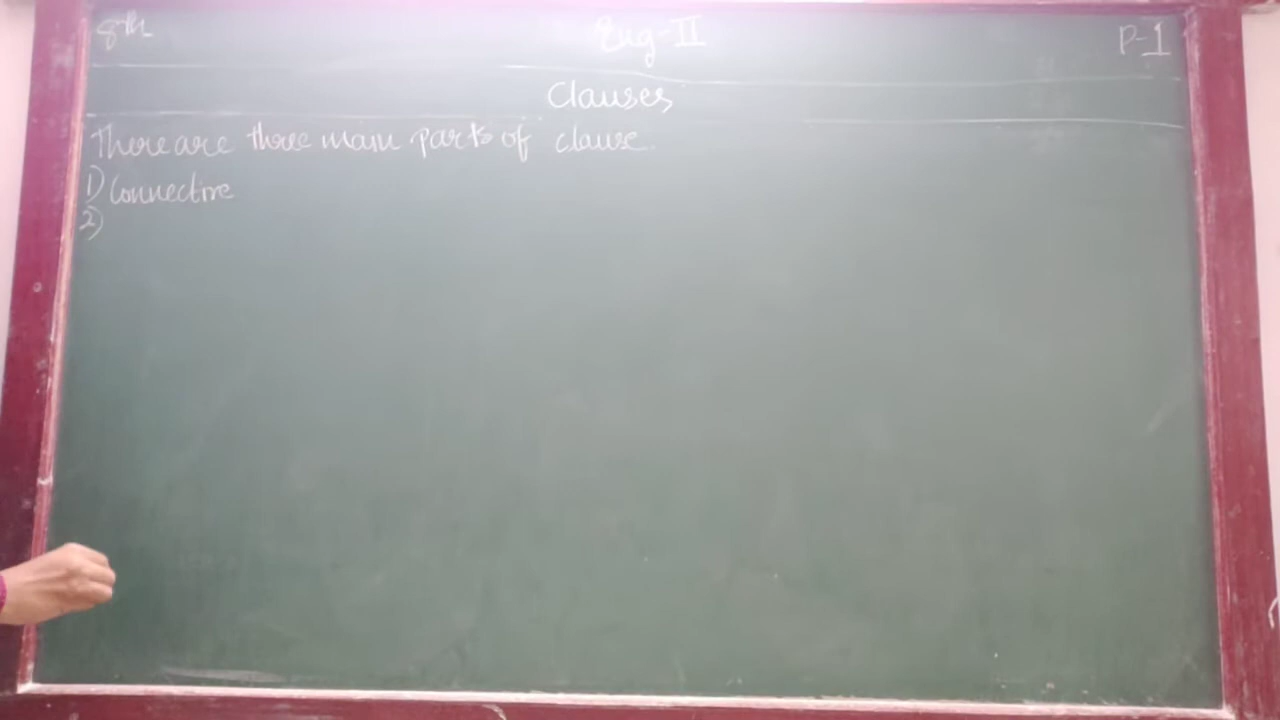 8th Eng-II P-1
Clauses
There are three main parts of clause.
1) Connective
2)